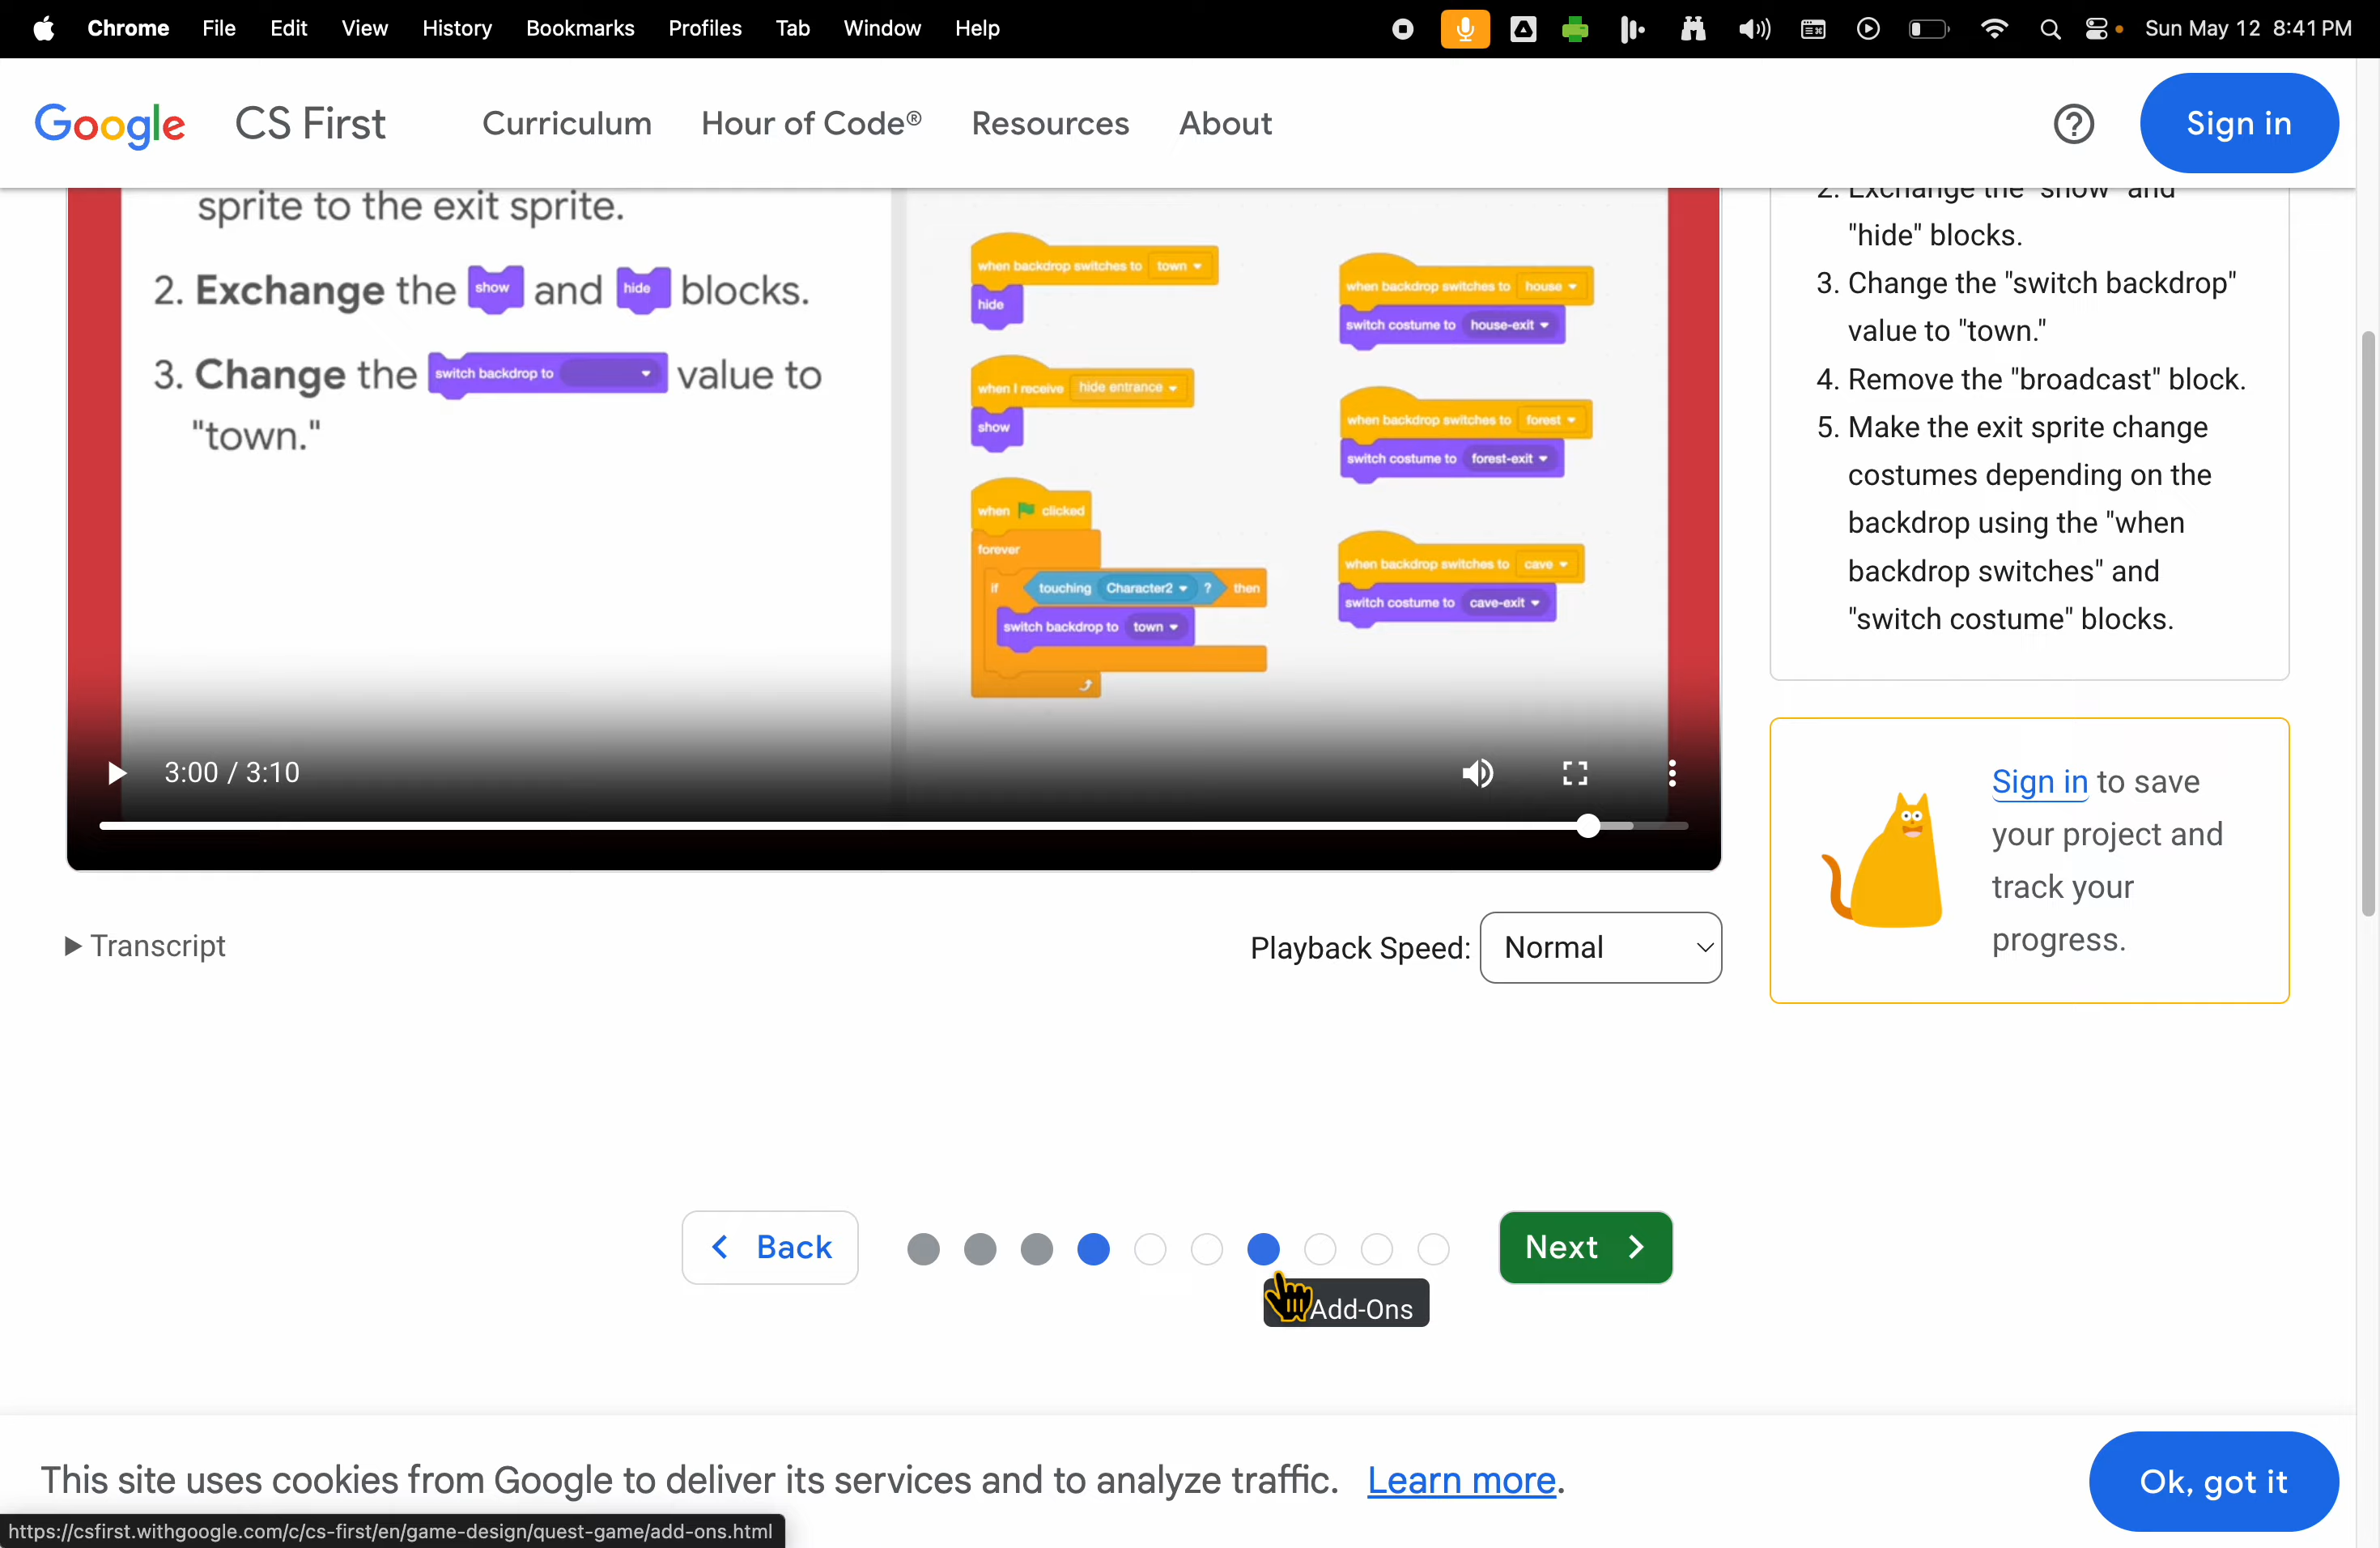 Chrome File Edit View History Bookmarks Profiles Tab Window Help Sun May 12 8:41 PM
Google CS First Curriculum Hour of Code® Resources About Sign in
sprite to the exit sprite.
2. Exchange the show and hide blocks.
3. Change the switch backdrop to value to
"town."
when backdrop switches to town
hide
when I receive hide entrance
show
when clicked
forever
if touching Character2 ? then
switch backdrop to town
when backdrop switches to house
switch costume to house-exit
when backdrop switches to forest
switch costume to forest-exit
when backdrop switches to cave
switch costume to cave-exit
3:00 / 3:10
2. Exchange the "show" and
"hide" blocks.
3. Change the "switch backdrop"
value to "town."
4. Remove the "broadcast" block.
5. Make the exit sprite change
costumes depending on the
backdrop using the "when
backdrop switches" and
"switch costume" blocks.
Sign in to save
your project and
track your
progress.
Transcript
Playback Speed: Normal
Back
Next
Add-Ons
This site uses cookies from Google to deliver its services and to analyze traffic. Learn more.
Ok, got it
https://csfirst.withgoogle.com/c/cs-first/en/game-design/quest-game/add-ons.html